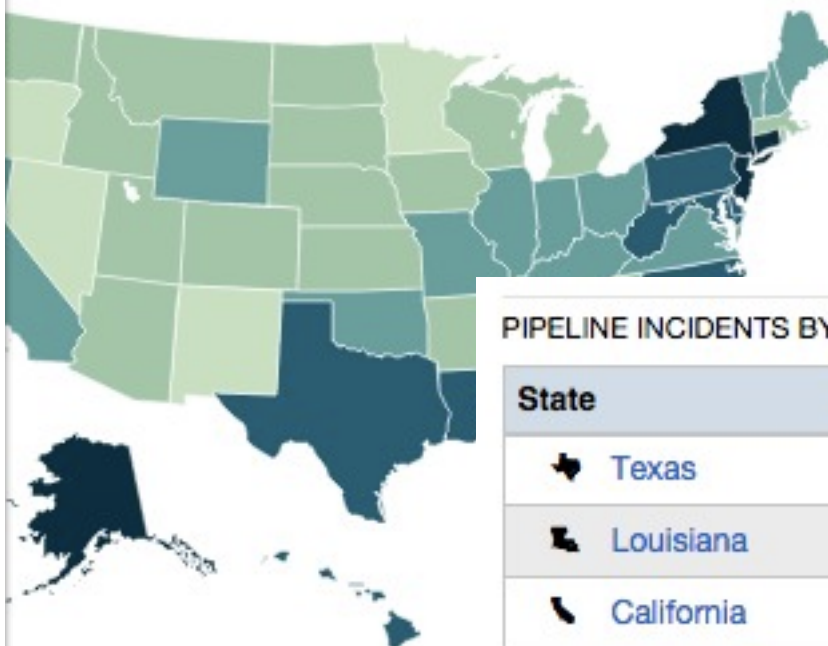 PIPELINE INCIDENTS BY
State
Texas
Louisiana
California